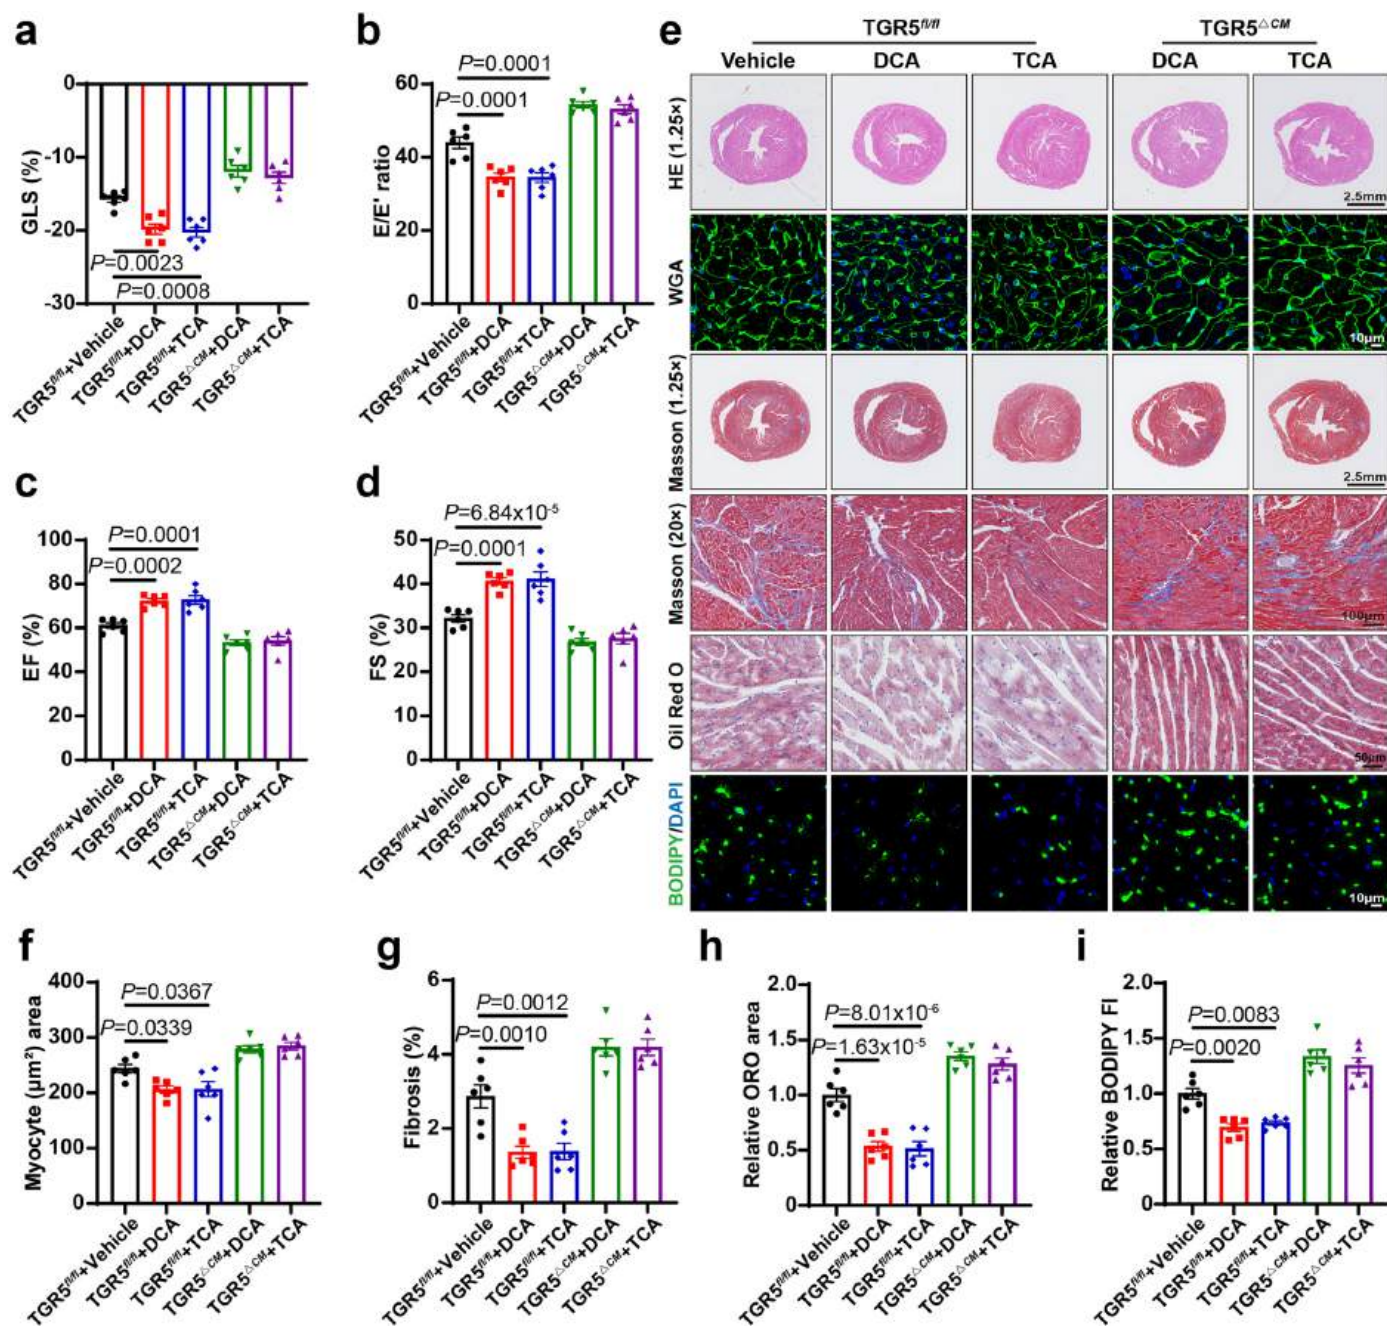 a
GLS (%)
0
-10
-20
-30
P=0.0023
P=0.0008
TGR5fl/fl+Vehicle
TGR5fl/fl+DCA
TGR5fl/fl+TCA
TGR5△CM+DCA
TGR5△CM+TCA
b
E/E' ratio
60
40
20
0
P=0.0001
P=0.0001
TGR5fl/fl+Vehicle
TGR5fl/fl+DCA
TGR5fl/fl+TCA
TGR5△CM+DCA
TGR5△CM+TCA
c
EF (%)
100
80
60
40
20
0
P=0.0001
P=0.0002
TGR5fl/fl+Vehicle
TGR5fl/fl+DCA
TGR5fl/fl+TCA
TGR5△CM+DCA
TGR5△CM+TCA
d
FS (%)
50
40
30
20
10
0
P=6.84x10-5
P=0.0001
TGR5fl/fl+Vehicle
TGR5fl/fl+DCA
TGR5fl/fl+TCA
TGR5△CM+DCA
TGR5△CM+TCA
e
TGR5fl/fl
TGR5△CM
Vehicle
DCA
TCA
DCA
TCA
HE (1.25×)
2.5mm
WGA
10μm
Masson (1.25×)
2.5mm
Masson (20×)
100μm
Oil Red O
50μm
BODIPY/DAPI
10μm
f
Myocyte (μm²) area
400
300
200
100
0
P=0.0367
P=0.0339
TGR5fl/fl+Vehicle
TGR5fl/fl+DCA
TGR5fl/fl+TCA
TGR5△CM+DCA
TGR5△CM+TCA
g
Fibrosis (%)
6
4
2
0
P=0.0012
P=0.0010
TGR5fl/fl+Vehicle
TGR5fl/fl+DCA
TGR5fl/fl+TCA
TGR5△CM+DCA
TGR5△CM+TCA
h
Relative ORO area
2.0
1.5
1.0
0.5
0
P=8.01x10-6
P=1.63x10-5
TGR5fl/fl+Vehicle
TGR5fl/fl+DCA
TGR5fl/fl+TCA
TGR5△CM+DCA
TGR5△CM+TCA
i
Relative BODIPY FI
2.0
1.5
1.0
0.5
0
P=0.0083
P=0.0020
TGR5fl/fl+Vehicle
TGR5fl/fl+DCA
TGR5fl/fl+TCA
TGR5△CM+DCA
TGR5△CM+TCA